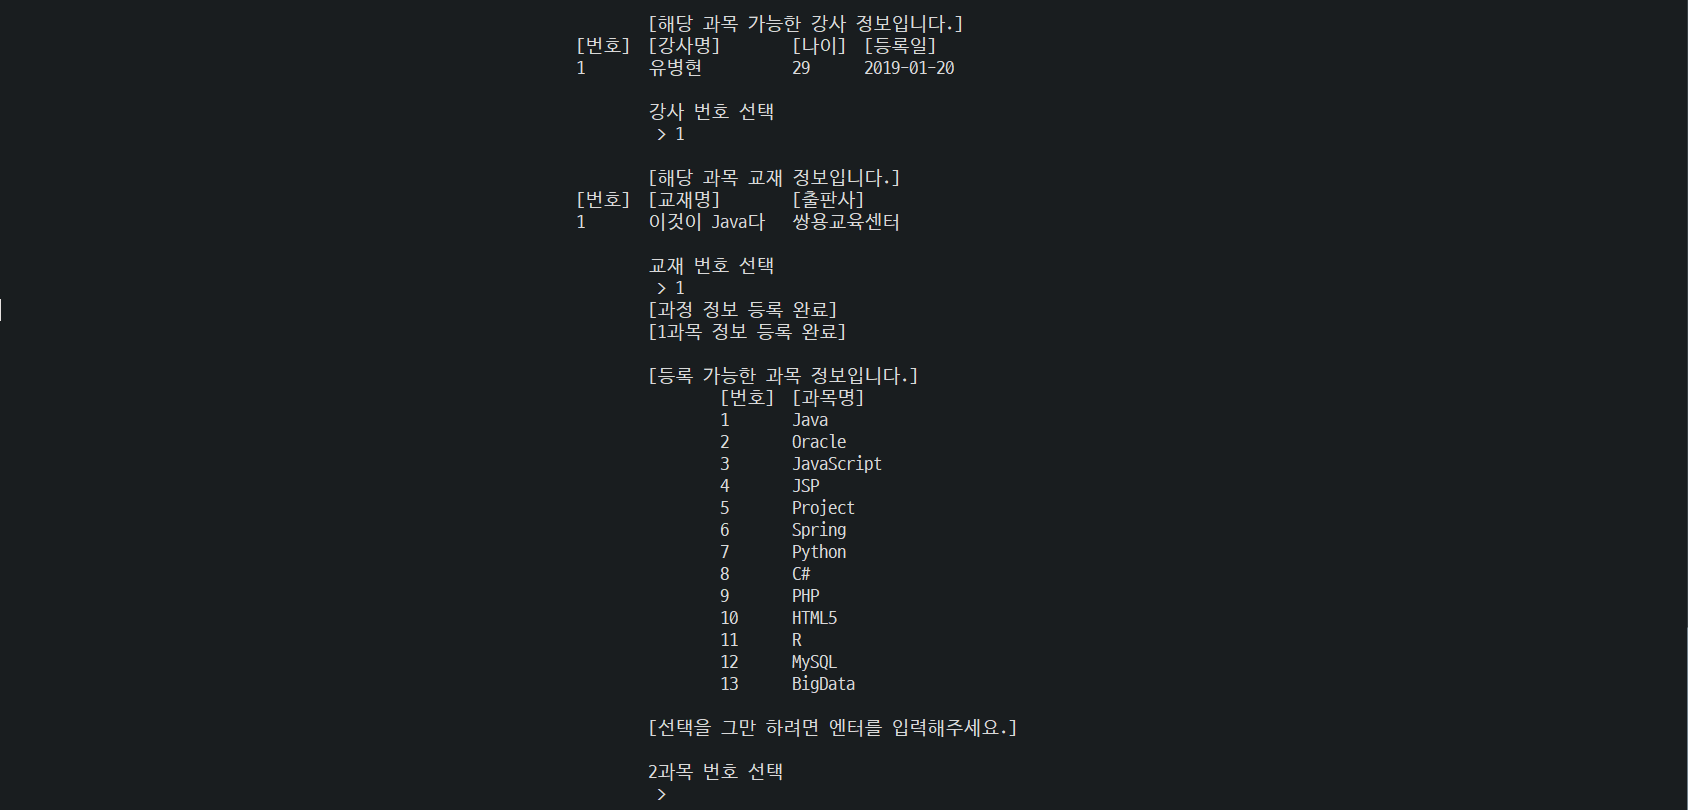 [해당 과목 가능한 강사 정보입니다.]
[번호] [강사명] [나이] [등록일]
1 유병현 29 2019-01-20
강사 번호 선택
> 1
[해당 과목 교재 정보입니다.]
[번호] [교재명] [출판사]
1 이것이 Java다 쌍용교육센터
교재 번호 선택
> 1
[과정 정보 등록 완료]
[1과목 정보 등록 완료]
[등록 가능한 과목 정보입니다.]
[번호] [과목명]
1 Java
2 Oracle
3 JavaScript
4 JSP
5 Project
6 Spring
7 Python
8 C#
9 PHP
10 HTML5
11 R
12 MySQL
13 BigData
[선택을 그만 하려면 엔터를 입력해주세요.]
2과목 번호 선택
>